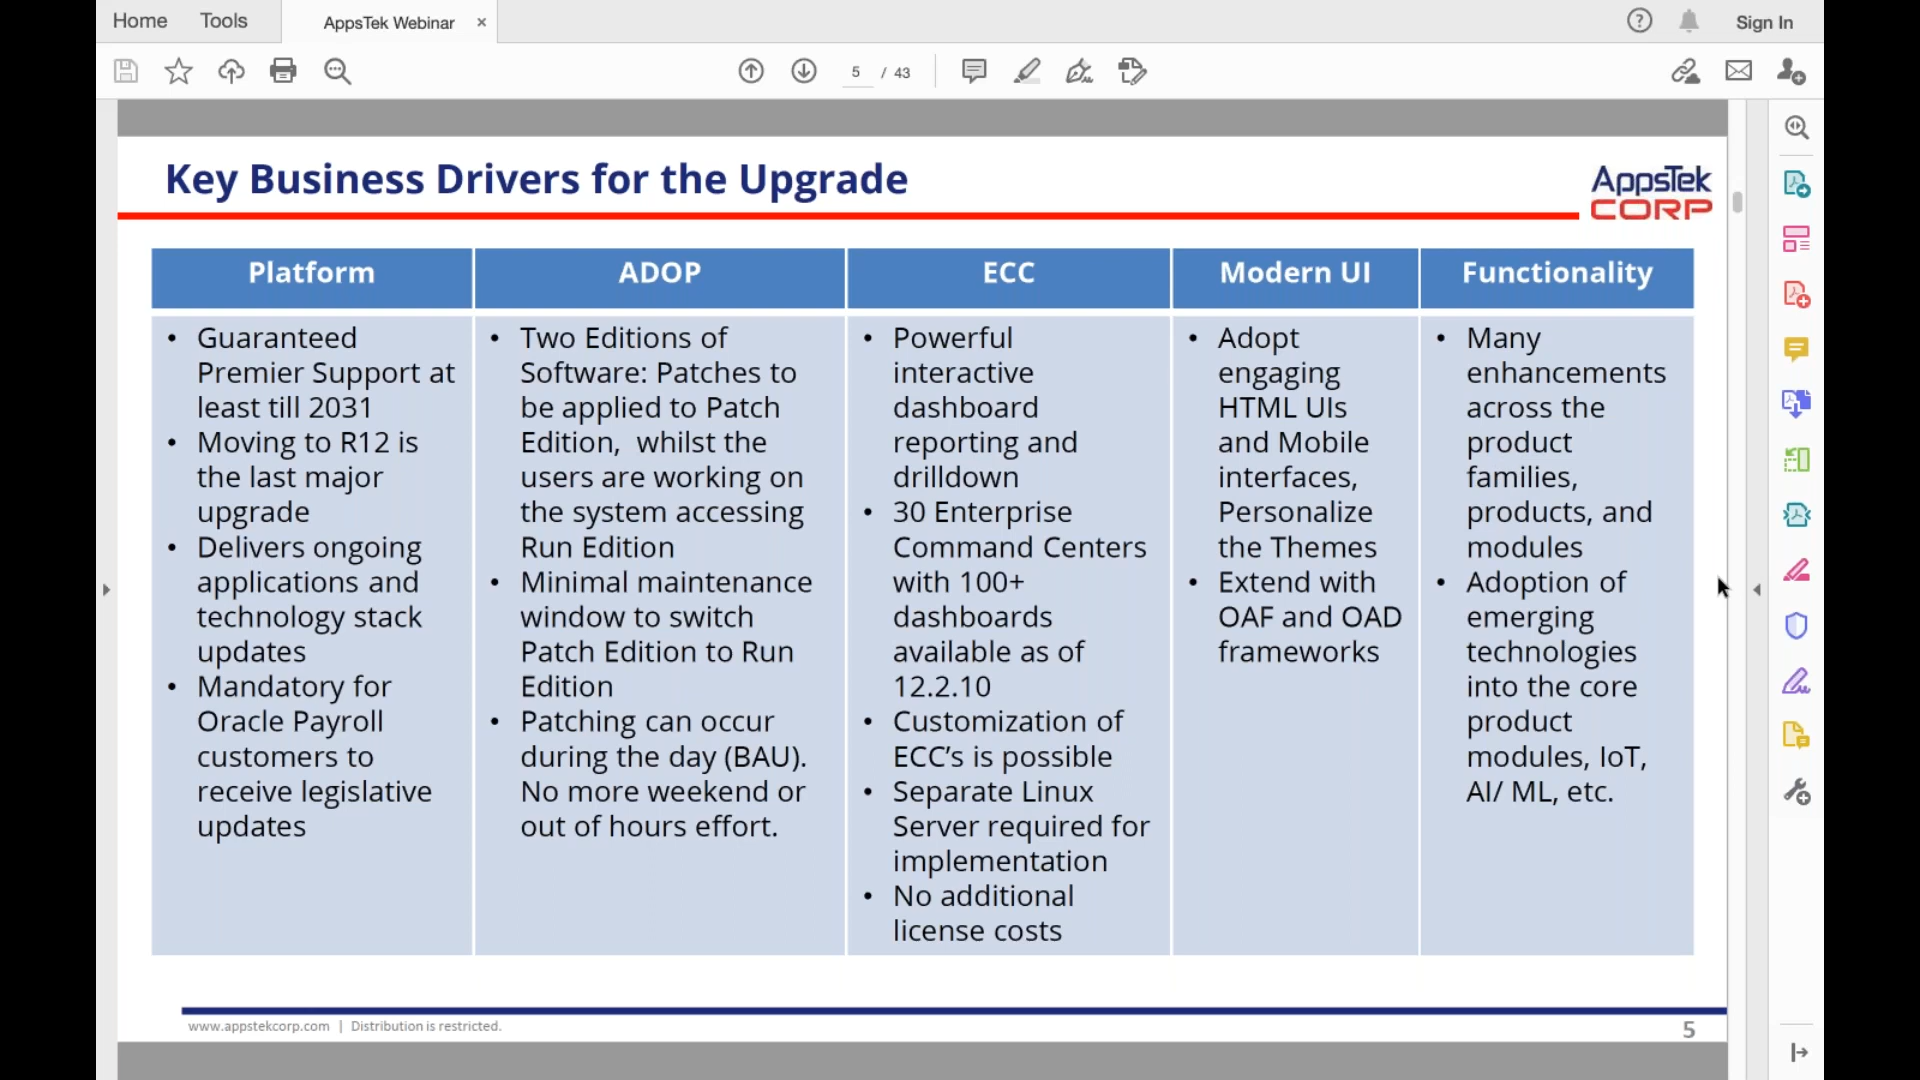 Home Tools AppsTek Webinar × Sign In
5 / 43
Key Business Drivers for the Upgrade
AppsTek
CORP
Platform
• Guaranteed
Premier Support at
least till 2031
• Moving to R12 is
the last major
upgrade
• Delivers ongoing
applications and
technology stack
updates
• Mandatory for
Oracle Payroll
customers to
receive legislative
updates
ADOP
• Two Editions of
Software: Patches to
be applied to Patch
Edition, whilst the
users are working on
the system accessing
Run Edition
• Minimal maintenance
window to switch
Patch Edition to Run
Edition
• Patching can occur
during the day (BAU).
No more weekend or
out of hours effort.
ECC
• Powerful
interactive
dashboard
reporting and
drilldown
• 30 Enterprise
Command Centers
with 100+
dashboards
available as of
12.2.10
• Customization of
ECC’s is possible
• Separate Linux
Server required for
implementation
• No additional
license costs
Modern UI
• Adopt
engaging
HTML UIs
and Mobile
interfaces,
Personalize
the Themes
• Extend with
OAF and OAD
frameworks
Functionality
• Many
enhancements
across the
product
families,
products, and
modules
• Adoption of
emerging
technologies
into the core
product
modules, IoT,
AI/ ML, etc.
www.appstekcorp.com | Distribution is restricted.
5